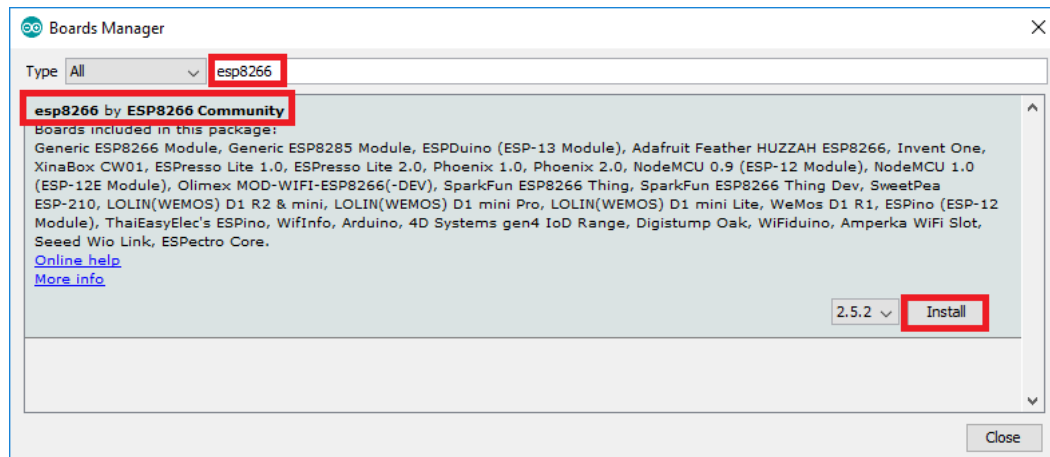 Boards Manager
Type All esp8266
esp8266 by ESP8266 Community
Boards included in this package:
Generic ESP8266 Module, Generic ESP8285 Module, ESPDuino (ESP-13 Module), Adafruit Feather HUZZAH ESP8266, Invent One,
XinaBox CW01, ESPresso Lite 1.0, ESPresso Lite 2.0, Phoenix 1.0, Phoenix 2.0, NodeMCU 0.9 (ESP-12 Module), NodeMCU 1.0
(ESP-12E Module), Olimex MOD-WIFI-ESP8266(-DEV), SparkFun ESP8266 Thing, SparkFun ESP8266 Thing Dev, SweetPea
ESP-210, LOLIN(WEMOS) D1 R2 & mini, LOLIN(WEMOS) D1 mini Pro, LOLIN(WEMOS) D1 mini Lite, WeMos D1 R1, ESPino (ESP-12
Module), ThaiEasyElec's ESPino, WifInfo, Arduino, 4D Systems gen4 IoD Range, Digistump Oak, WiFiduino, Amperka WiFi Slot,
Seeed Wio Link, ESPectro Core.
Online help
More info
2.5.2 Install
Close